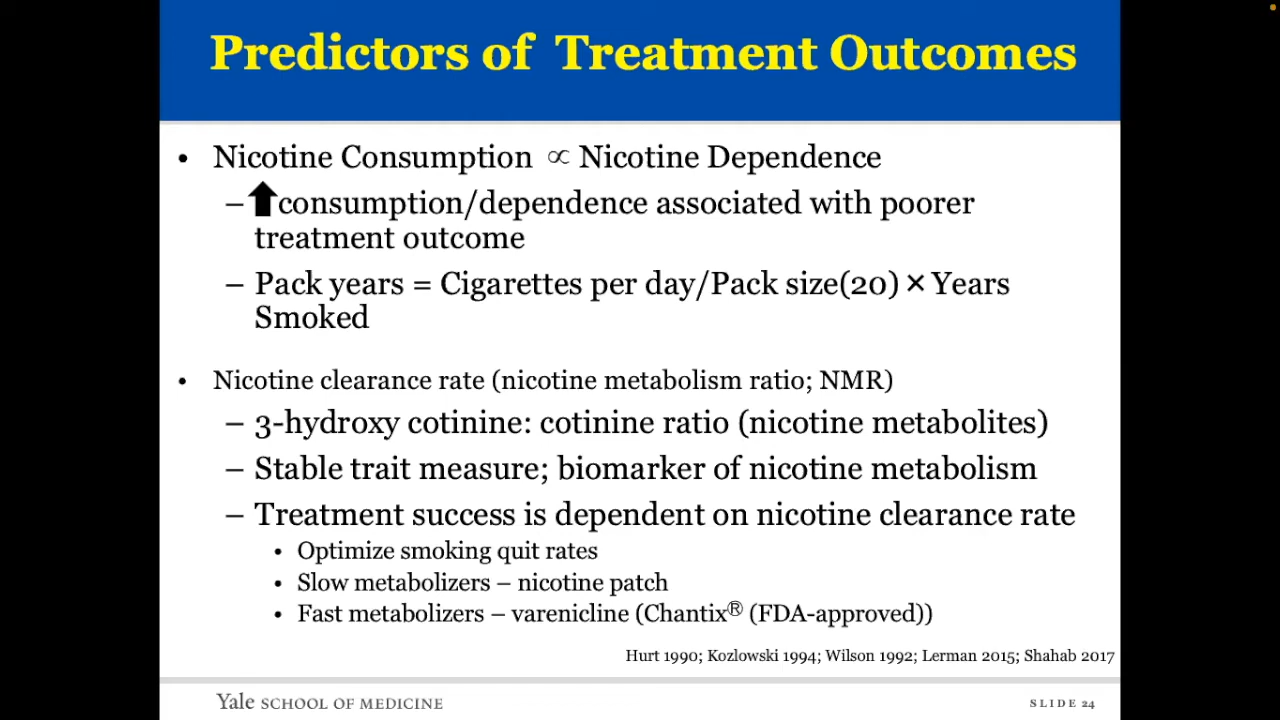 Predictors of Treatment Outcomes
• Nicotine Consumption ∝ Nicotine Dependence
– ⬆consumption/dependence associated with poorer
treatment outcome
– Pack years = Cigarettes per day/Pack size(20) × Years
Smoked
• Nicotine clearance rate (nicotine metabolism ratio; NMR)
– 3-hydroxy cotinine: cotinine ratio (nicotine metabolites)
– Stable trait measure; biomarker of nicotine metabolism
– Treatment success is dependent on nicotine clearance rate
• Optimize smoking quit rates
• Slow metabolizers – nicotine patch
• Fast metabolizers – varenicline (Chantix® (FDA-approved))
Hurt 1990; Kozlowski 1994; Wilson 1992; Lerman 2015; Shahab 2017
Yale SCHOOL OF MEDICINE
SLIDE 24